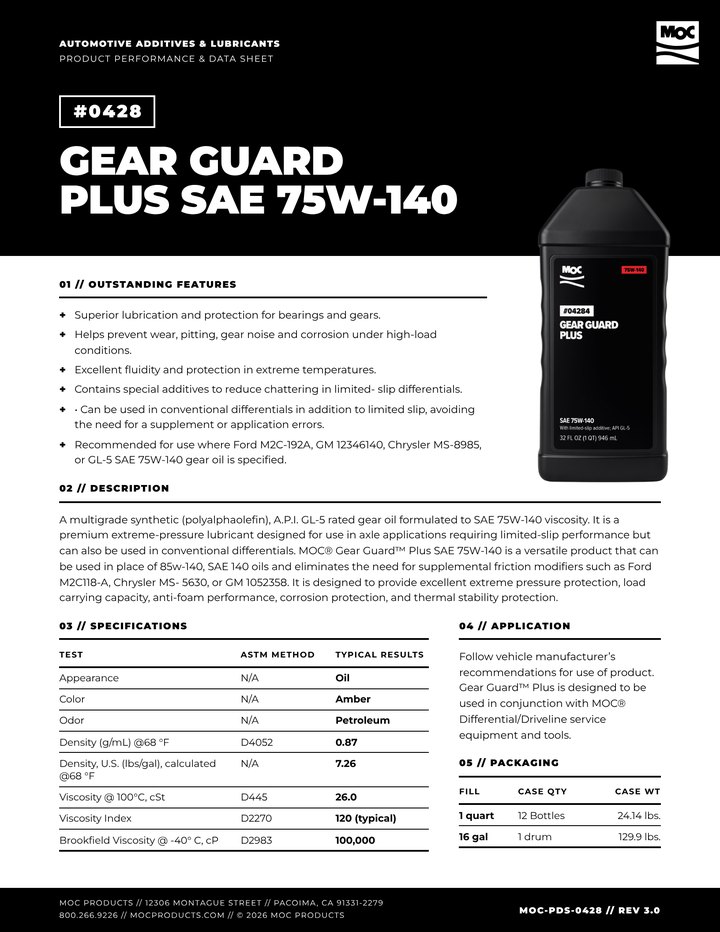 AUTOMOTIVE ADDITIVES & LUBRICANTS
PRODUCT PERFORMANCE & DATA SHEET
MOC
#0428
GEAR GUARD
PLUS SAE 75W-140
MOC
75W-140
#04284
GEAR GUARD
PLUS
SAE 75W-140
With limited-slip additive; API GL-5
32 FL OZ (1 QT) 946 mL
01 // OUTSTANDING FEATURES
+ Superior lubrication and protection for bearings and gears.
+ Helps prevent wear, pitting, gear noise and corrosion under high-load
conditions.
+ Excellent fluidity and protection in extreme temperatures.
+ Contains special additives to reduce chattering in limited- slip differentials.
+ • Can be used in conventional differentials in addition to limited slip, avoiding
the need for a supplement or application errors.
+ Recommended for use where Ford M2C-192A, GM 12346140, Chrysler MS-8985,
or GL-5 SAE 75W-140 gear oil is specified.
02 // DESCRIPTION
A multigrade synthetic (polyalphaolefin), A.P.I. GL-5 rated gear oil formulated to SAE 75W-140 viscosity. It is a
premium extreme-pressure lubricant designed for use in axle applications requiring limited-slip performance but
can also be used in conventional differentials. MOC® Gear Guard™ Plus SAE 75W-140 is a versatile product that can
be used in place of 85w-140, SAE 140 oils and eliminates the need for supplemental friction modifiers such as Ford
M2C118-A, Chrysler MS- 5630, or GM 1052358. It is designed to provide excellent extreme pressure protection, load
carrying capacity, anti-foam performance, corrosion protection, and thermal stability protection.
03 // SPECIFICATIONS
TEST ASTM METHOD TYPICAL RESULTS
Appearance N/A Oil
Color N/A Amber
Odor N/A Petroleum
Density (g/mL) @68 °F D4052 0.87
Density, U.S. (lbs/gal), calculated N/A 7.26
@68 °F
Viscosity @ 100°C, cSt D445 26.0
Viscosity Index D2270 120 (typical)
Brookfield Viscosity @ -40° C, cP D2983 100,000
04 // APPLICATION
Follow vehicle manufacturer's
recommendations for use of product.
Gear Guard™ Plus is designed to be
used in conjunction with MOC®
Differential/Driveline service
equipment and tools.
05 // PACKAGING
FILL CASE QTY CASE WT
1 quart 12 Bottles 24.14 lbs.
16 gal 1 drum 129.9 lbs.
MOC PRODUCTS // 12306 MONTAGUE STREET // PACOIMA, CA 91331-2279
800.266.9226 // MOCPRODUCTS.COM // © 2026 MOC PRODUCTS
MOC-PDS-0428 // REV 3.0